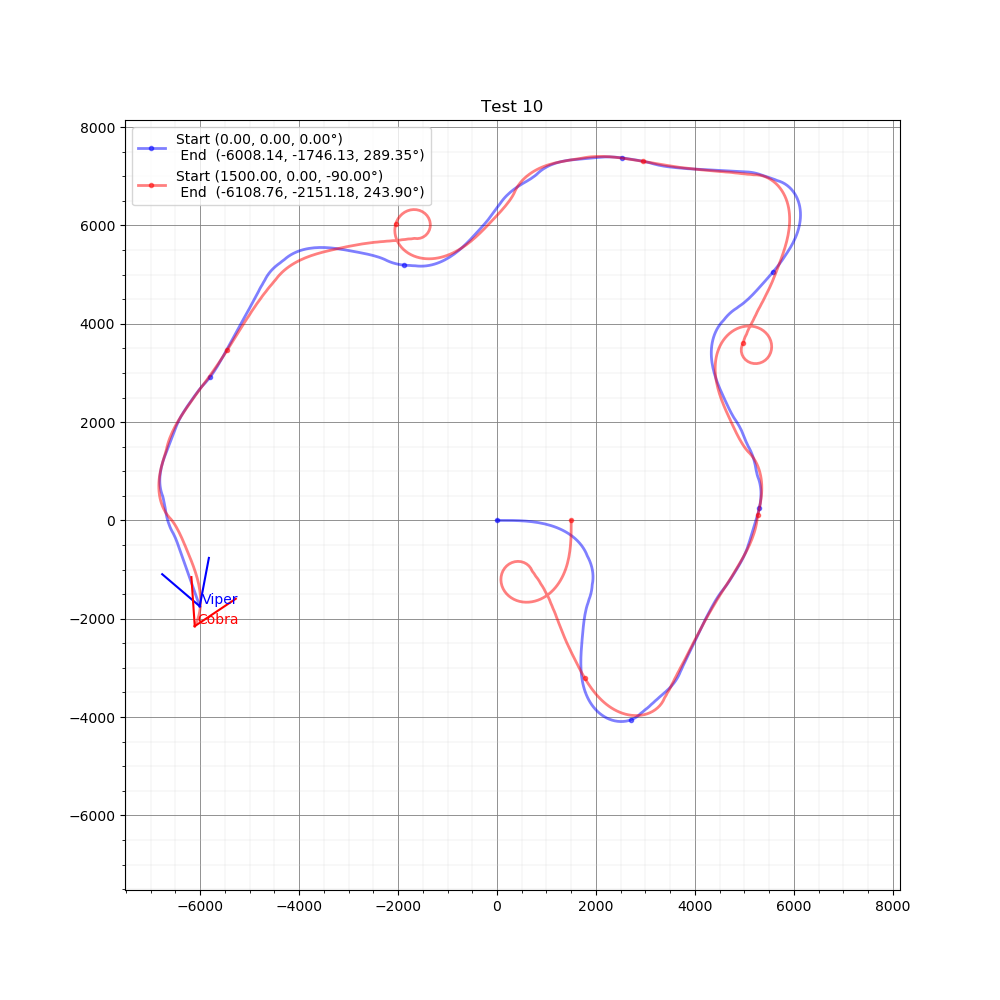 Test 10
Start (0.00, 0.00, 0.00°)
End  (-6008.14, -1746.13, 289.35°)
Start (1500.00, 0.00, -90.00°)
End  (-6108.76, -2151.18, 243.90°)
8000
6000
4000
2000
0
−2000
−4000
−6000
Viper
Cobra
−6000 −4000 −2000 0 2000 4000 6000 8000